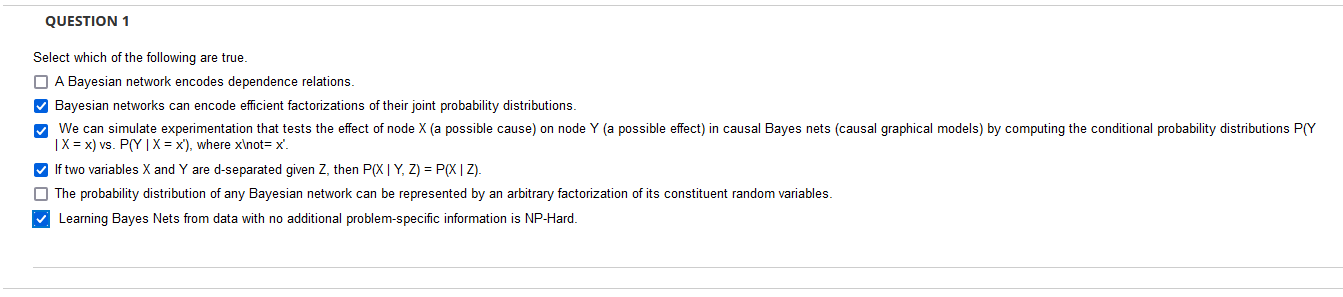 QUESTION 1
Select which of the following are true.
A Bayesian network encodes dependence relations.
Bayesian networks can encode efficient factorizations of their joint probability distributions.
We can simulate experimentation that tests the effect of node X (a possible cause) on node Y (a possible effect) in causal Bayes nets (causal graphical models) by computing the conditional probability distributions P(Y
| X = x) vs. P(Y | X = x'), where x\not= x'.
If two variables X and Y are d-separated given Z, then P(X | Y, Z) = P(X | Z).
The probability distribution of any Bayesian network can be represented by an arbitrary factorization of its constituent random variables.
Learning Bayes Nets from data with no additional problem-specific information is NP-Hard.